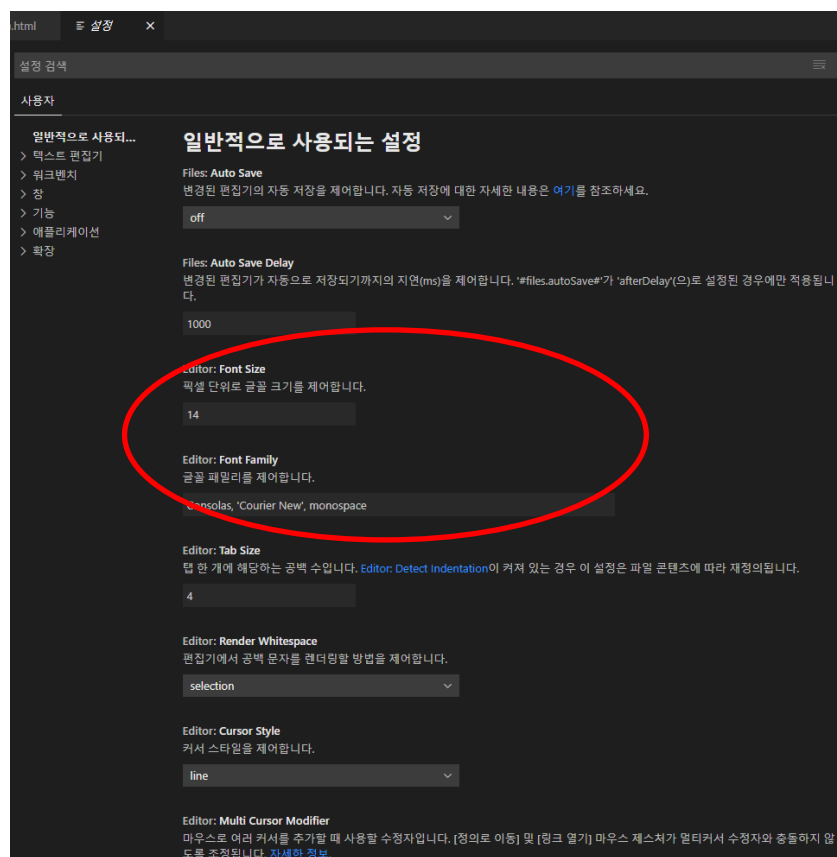 .html
설정
설정 검색
사용자
일반적으로 사용되...
텍스트 편집기
워크벤치
창
기능
애플리케이션
확장
일반적으로 사용되는 설정
Files: Auto Save
변경된 편집기의 자동 저장을 제어합니다. 자동 저장에 대한 자세한 내용은 여기를 참조하세요.
off
Files: Auto Save Delay
변경된 편집기가 자동으로 저장되기까지의 지연(ms)을 제어합니다. '#files.autoSave#'가 'afterDelay'(으)로 설정된 경우에만 적용됩니
다.
1000
Editor: Font Size
픽셀 단위로 글꼴 크기를 제어합니다.
14
Editor: Font Family
글꼴 패밀리를 제어합니다.
Consolas, 'Courier New', monospace
Editor: Tab Size
탭 한 개에 해당하는 공백 수입니다. Editor: Detect Indentation이 켜져 있는 경우 이 설정은 파일 콘텐츠에 따라 재정의됩니다.
4
Editor: Render Whitespace
편집기에서 공백 문자를 렌더링할 방법을 제어합니다.
selection
Editor: Cursor Style
커서 스타일을 제어합니다.
line
Editor: Multi Cursor Modifier
마우스로 여러 커서를 추가할 때 사용할 수정자입니다. [정의로 이동] 및 [링크 열기] 마우스 제스처가 멀티커서 수정자와 충돌하지 않
도록 조정됩니다. 자세한 정보